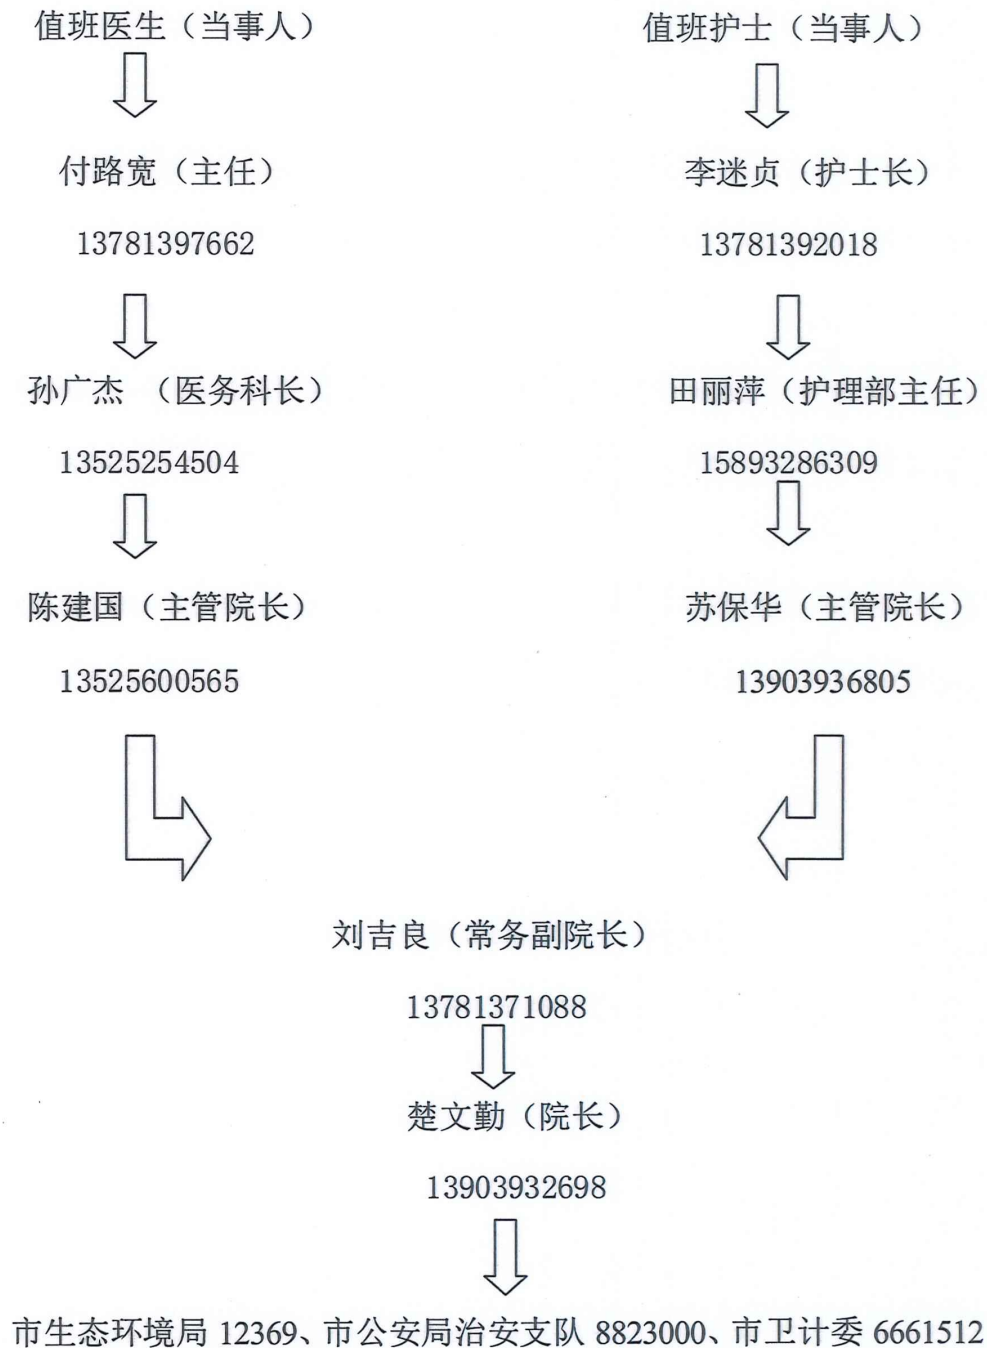 值班医生（当事人）
值班护士（当事人）
付路宽（主任）
李迷贞（护士长）
13781397662
13781392018
孙广杰 （医务科长）
田丽萍（护理部主任）
13525254504
15893286309
陈建国（主管院长）
苏保华（主管院长）
13525600565
13903936805
刘吉良（常务副院长）
13781371088
楚文勤（院长）
13903932698
市生态环境局 12369、市公安局治安支队 8823000、市卫计委 6661512